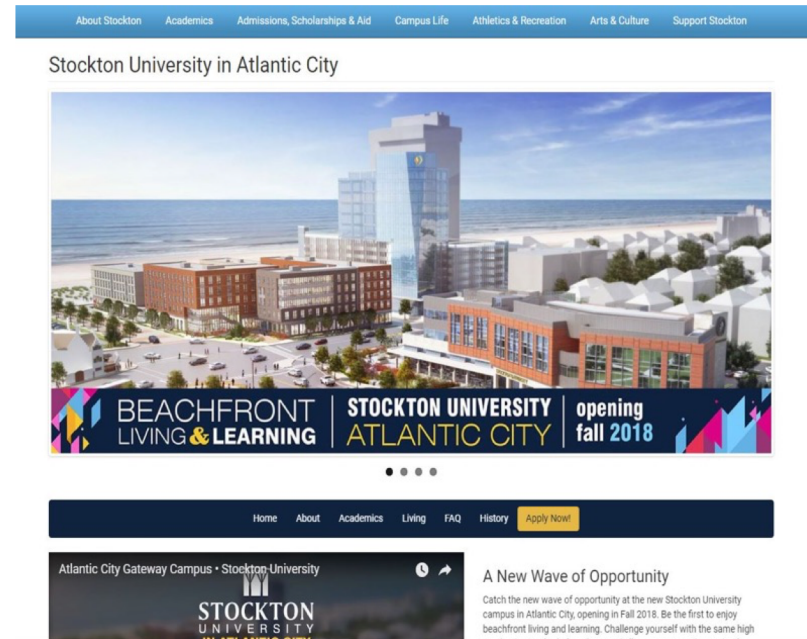 About Stockton Academics Admissions, Scholarships & Aid Campus Life Athletics & Recreation Arts & Culture Support Stockton
Stockton University in Atlantic City
BEACHFRONT
LIVING & LEARNING
STOCKTON UNIVERSITY
ATLANTIC CITY
opening
fall 2018
Home About Academics Living FAQ History Apply Now!
Atlantic City Gateway Campus • Stockton University
STOCKTON
UNIVERSITY
IN ATLANTIC CITY
A New Wave of Opportunity
Catch the new wave of opportunity at the new Stockton University
campus in Atlantic City, opening in Fall 2018. Be the first to enjoy
beachfront living and learning. Challenge yourself with the same high